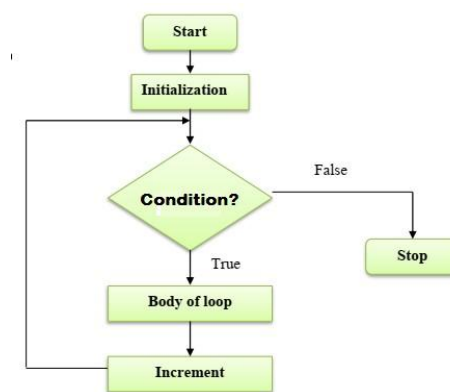 Start
Initialization
Condition?
False
True
Stop
Body of loop
Increment